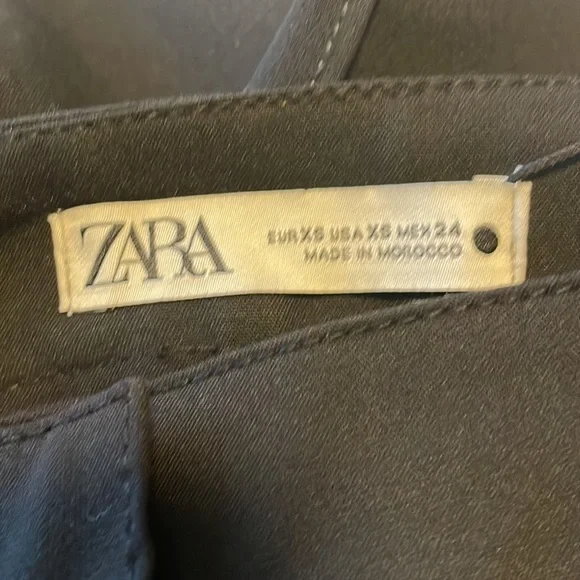 ZARA
EUR XS USA XS MEX 24
MADE IN MOROCCO